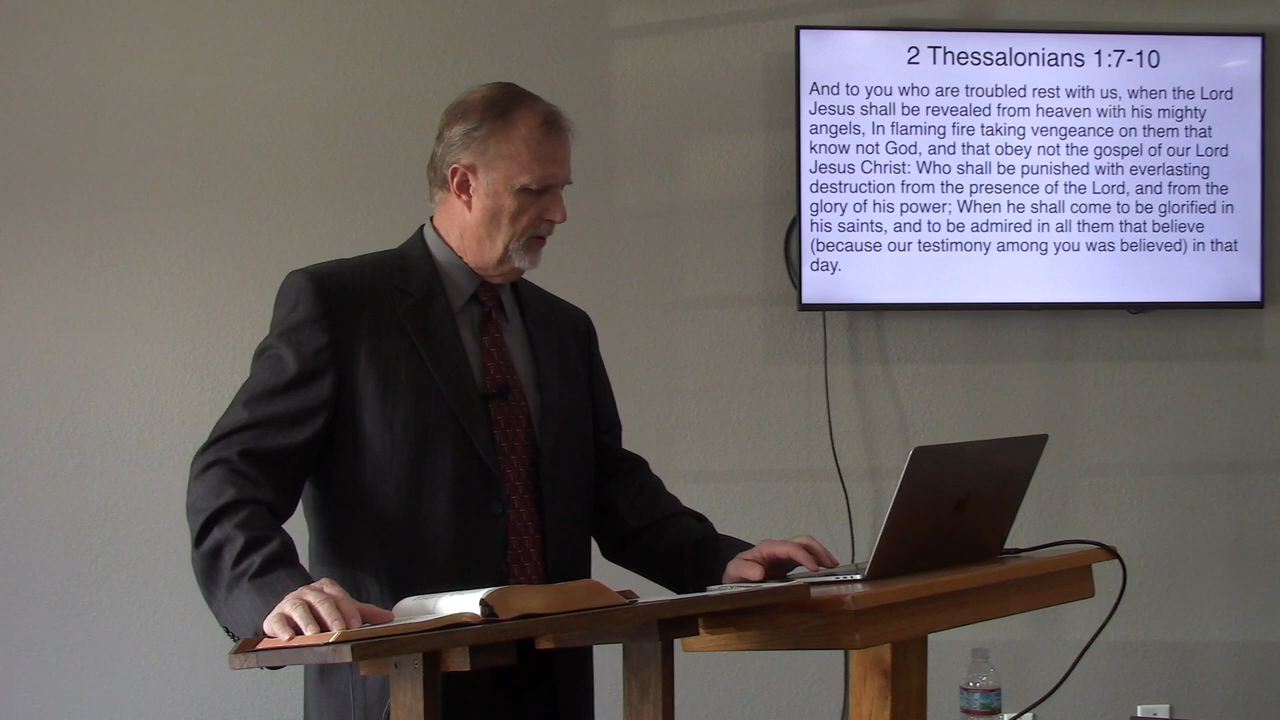 2 Thessalonians 1:7-10
And to you who are troubled rest with us, when the Lord
Jesus shall be revealed from heaven with his mighty
angels, In flaming fire taking vengeance on them that
know not God, and that obey not the gospel of our Lord
Jesus Christ: Who shall be punished with everlasting
destruction from the presence of the Lord, and from the
glory of his power; When he shall come to be glorified in
his saints, and to be admired in all them that believe
(because our testimony among you was believed) in that
day.